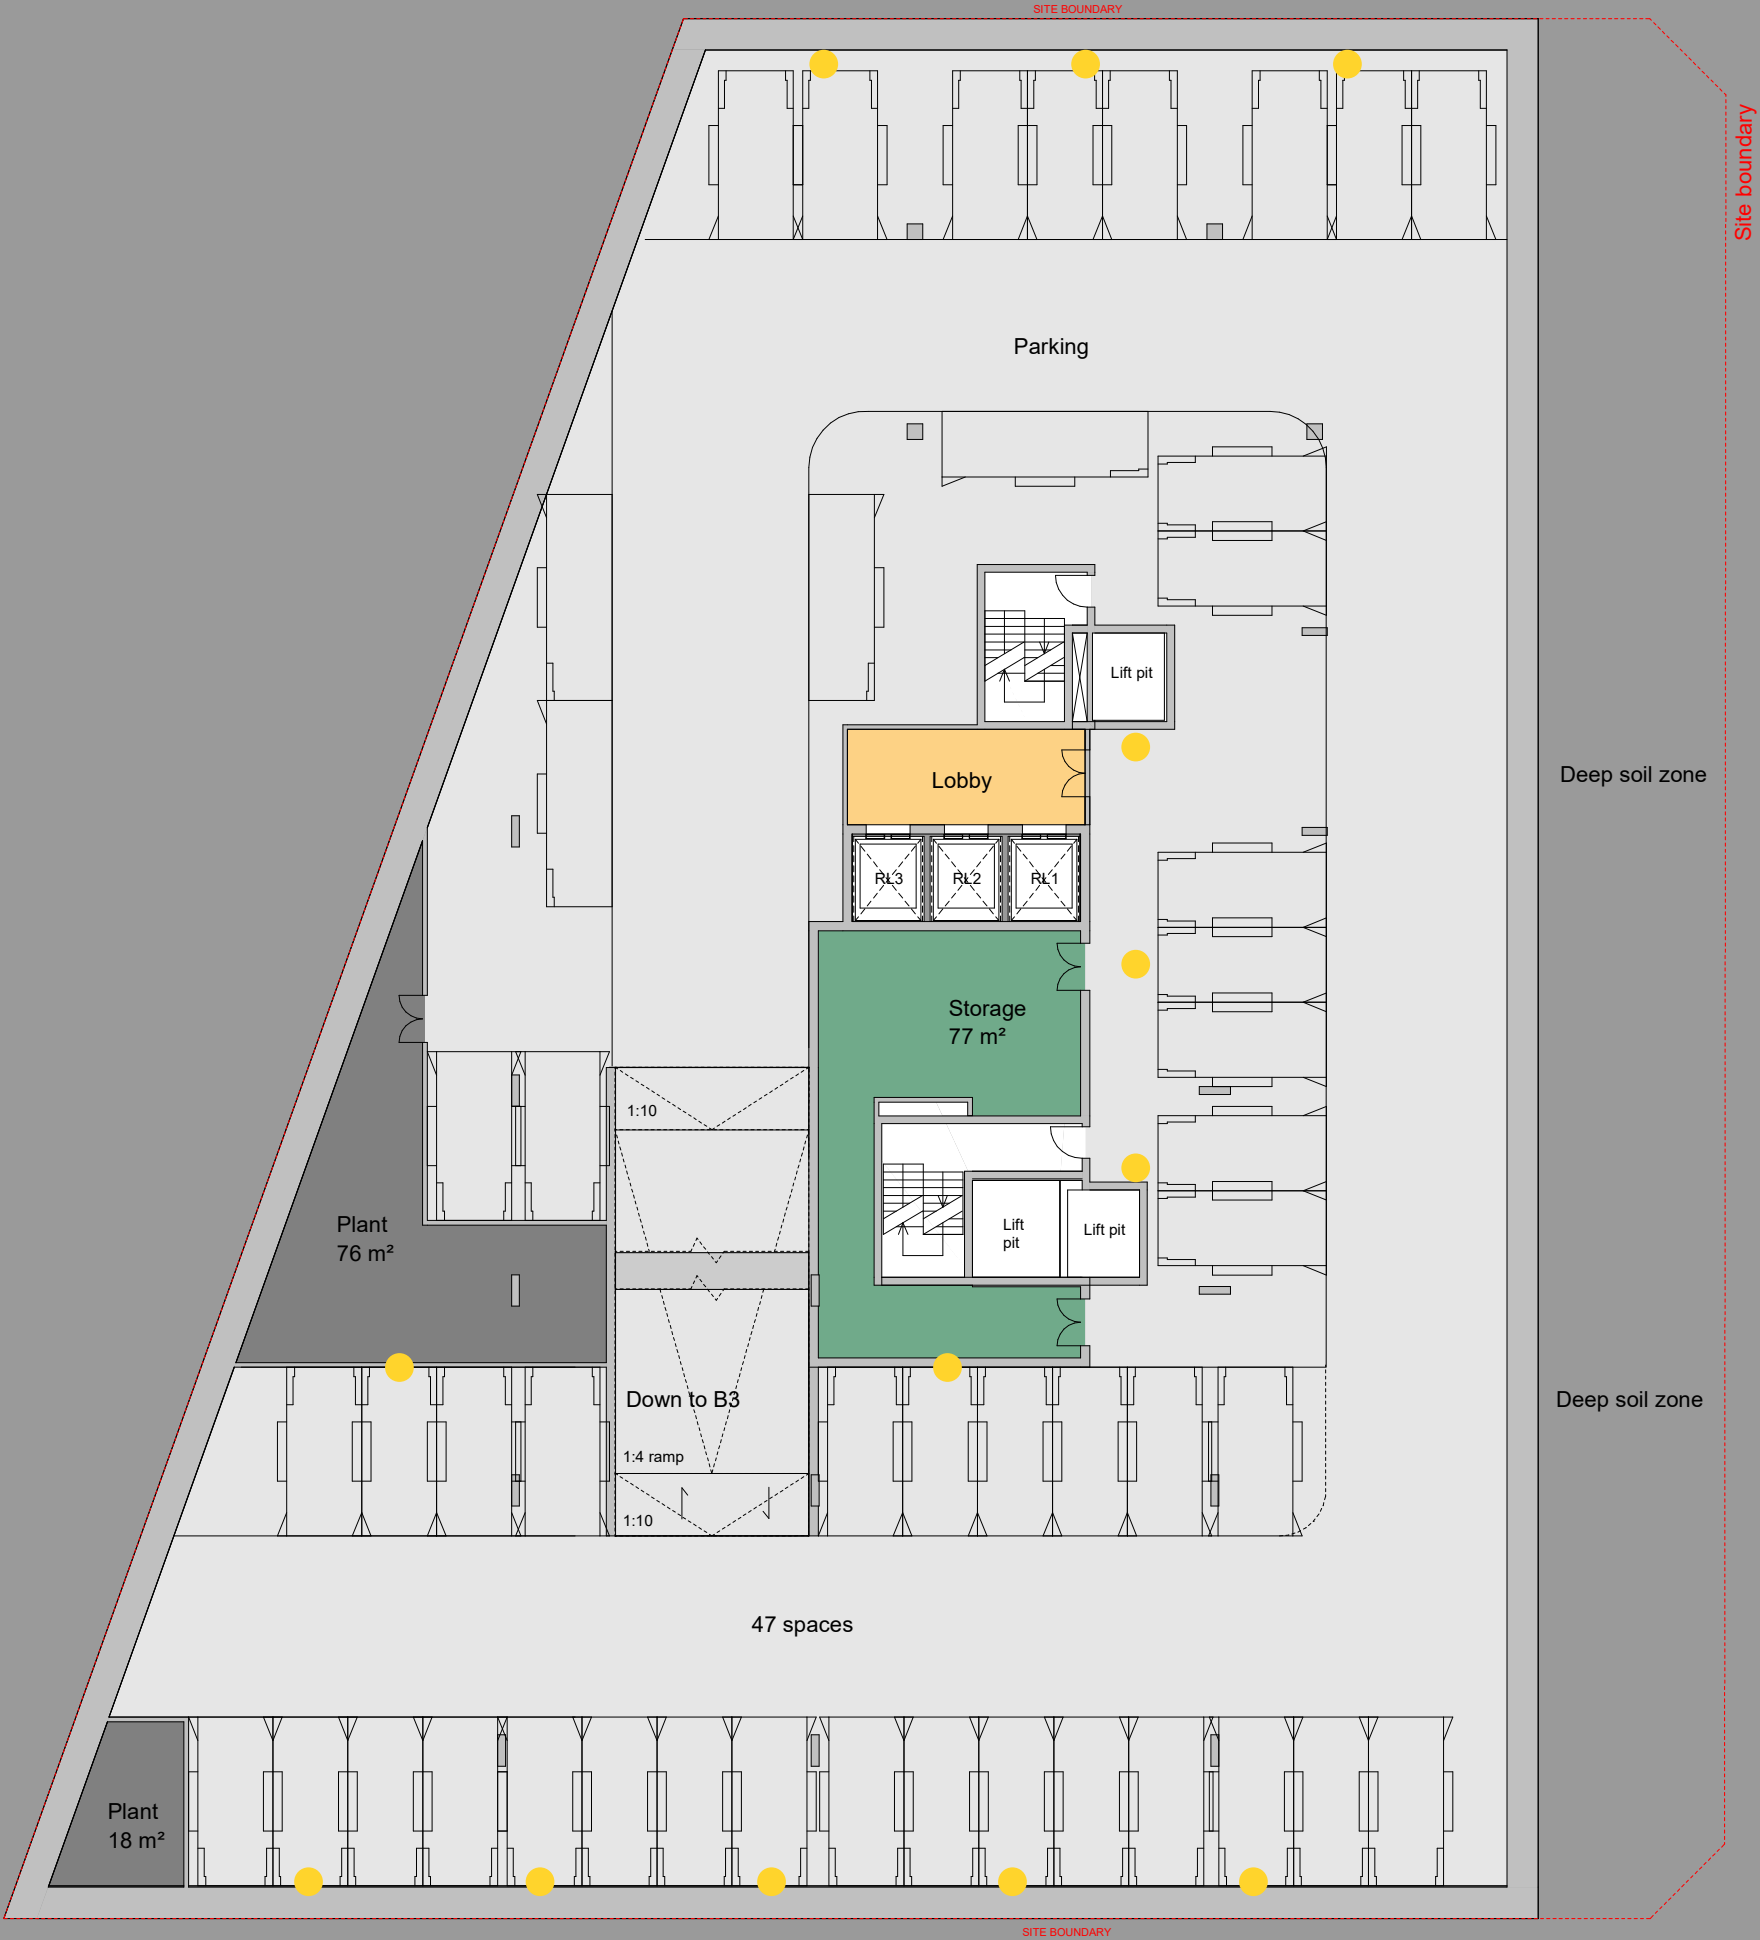 SITE BOUNDARY
Site boundary
Parking
Lift pit
Lobby
Deep soil zone
RL3
RL2
RL1
Storage
77 m²
1:10
Plant
76 m²
Lift
pit
Lift pit
Down to B3
Deep soil zone
1:4 ramp
1:10
47 spaces
Plant
18 m²
SITE BOUNDARY